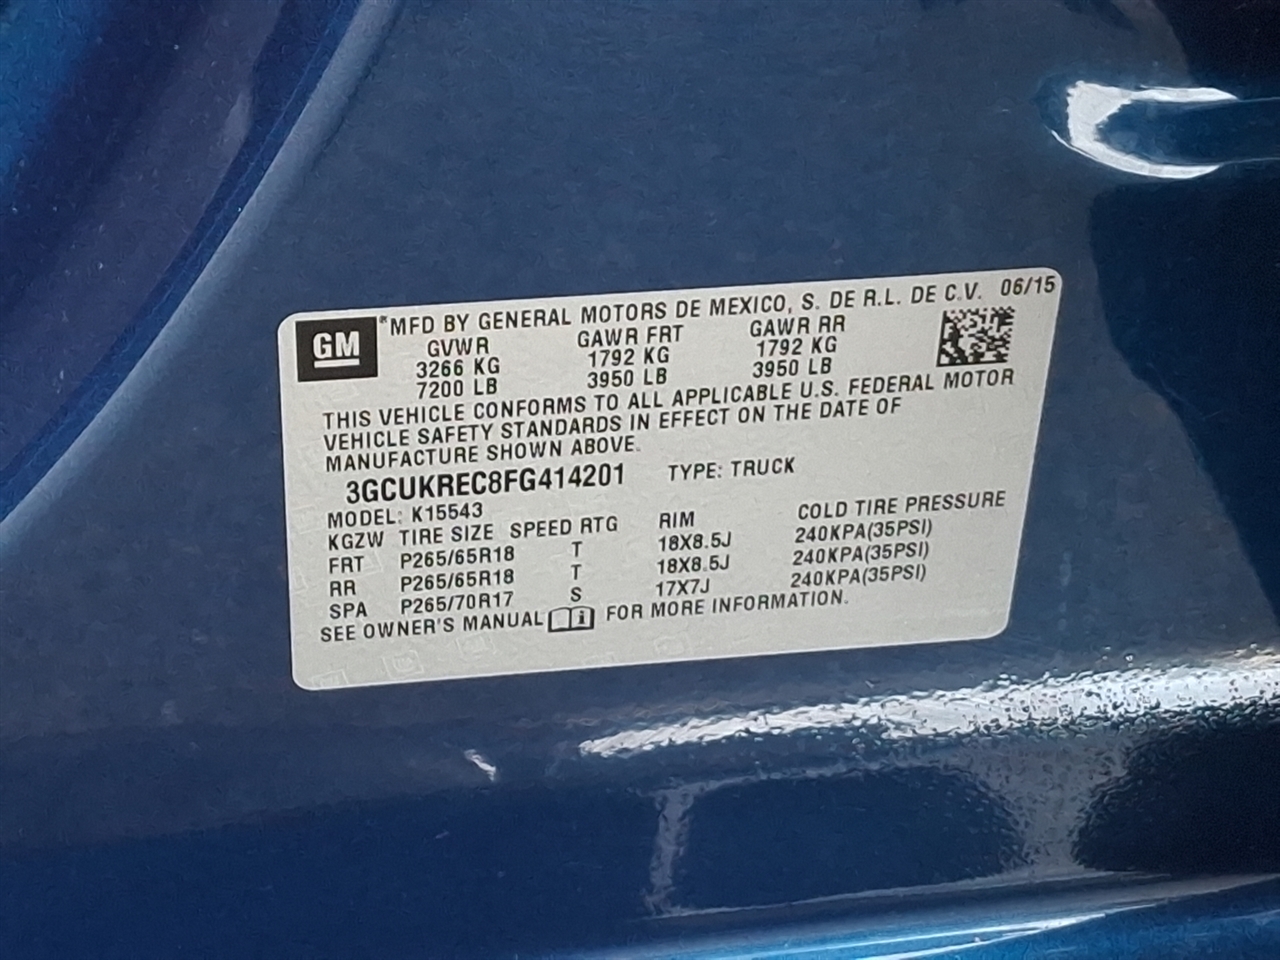 GM
*MFD BY GENERAL MOTORS DE MEXICO, S. DE R.L. DE C.V. 06/15
GVWR GAWR FRT GAWR RR
3266 KG 1792 KG 1792 KG
7200 LB 3950 LB 3950 LB
THIS VEHICLE CONFORMS TO ALL APPLICABLE U.S. FEDERAL MOTOR
VEHICLE SAFETY STANDARDS IN EFFECT ON THE DATE OF
MANUFACTURE SHOWN ABOVE.
3GCUKREC8FG414201 TYPE: TRUCK
MODEL: K15543
KGZW TIRE SIZE SPEED RTG RIM COLD TIRE PRESSURE
FRT P265/65R18 T 18X8.5J 240KPA(35PSI)
RR P265/65R18 T 18X8.5J 240KPA(35PSI)
SPA P265/70R17 S 17X7J 240KPA(35PSI)
SEE OWNER'S MANUAL i FOR MORE INFORMATION.